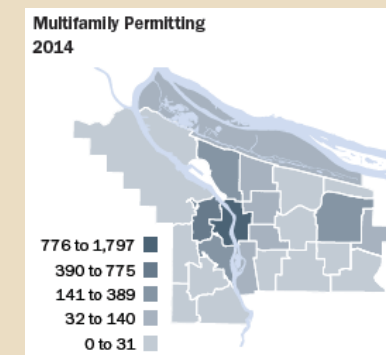 Multifamily Permitting
2014
776 to 1,797
390 to 775
141 to 389
32 to 140
0 to 31